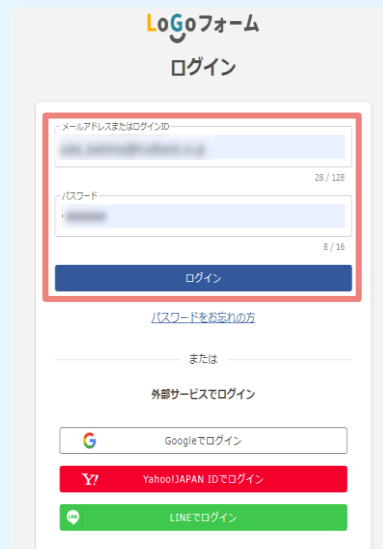 LoGoフォーム
ログイン
メールアドレスまたはログインID
28 / 128
パスワード
8 / 16
ログイン
パスワードをお忘れの方
または
外部サービスでログイン
Googleでログイン
Yahoo!JAPAN IDでログイン
LINEでログイン